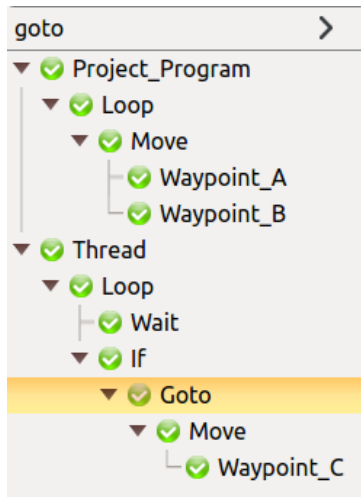 goto
Project_Program
Loop
Move
Waypoint_A
Waypoint_B
Thread
Loop
Wait
If
Goto
Move
Waypoint_C